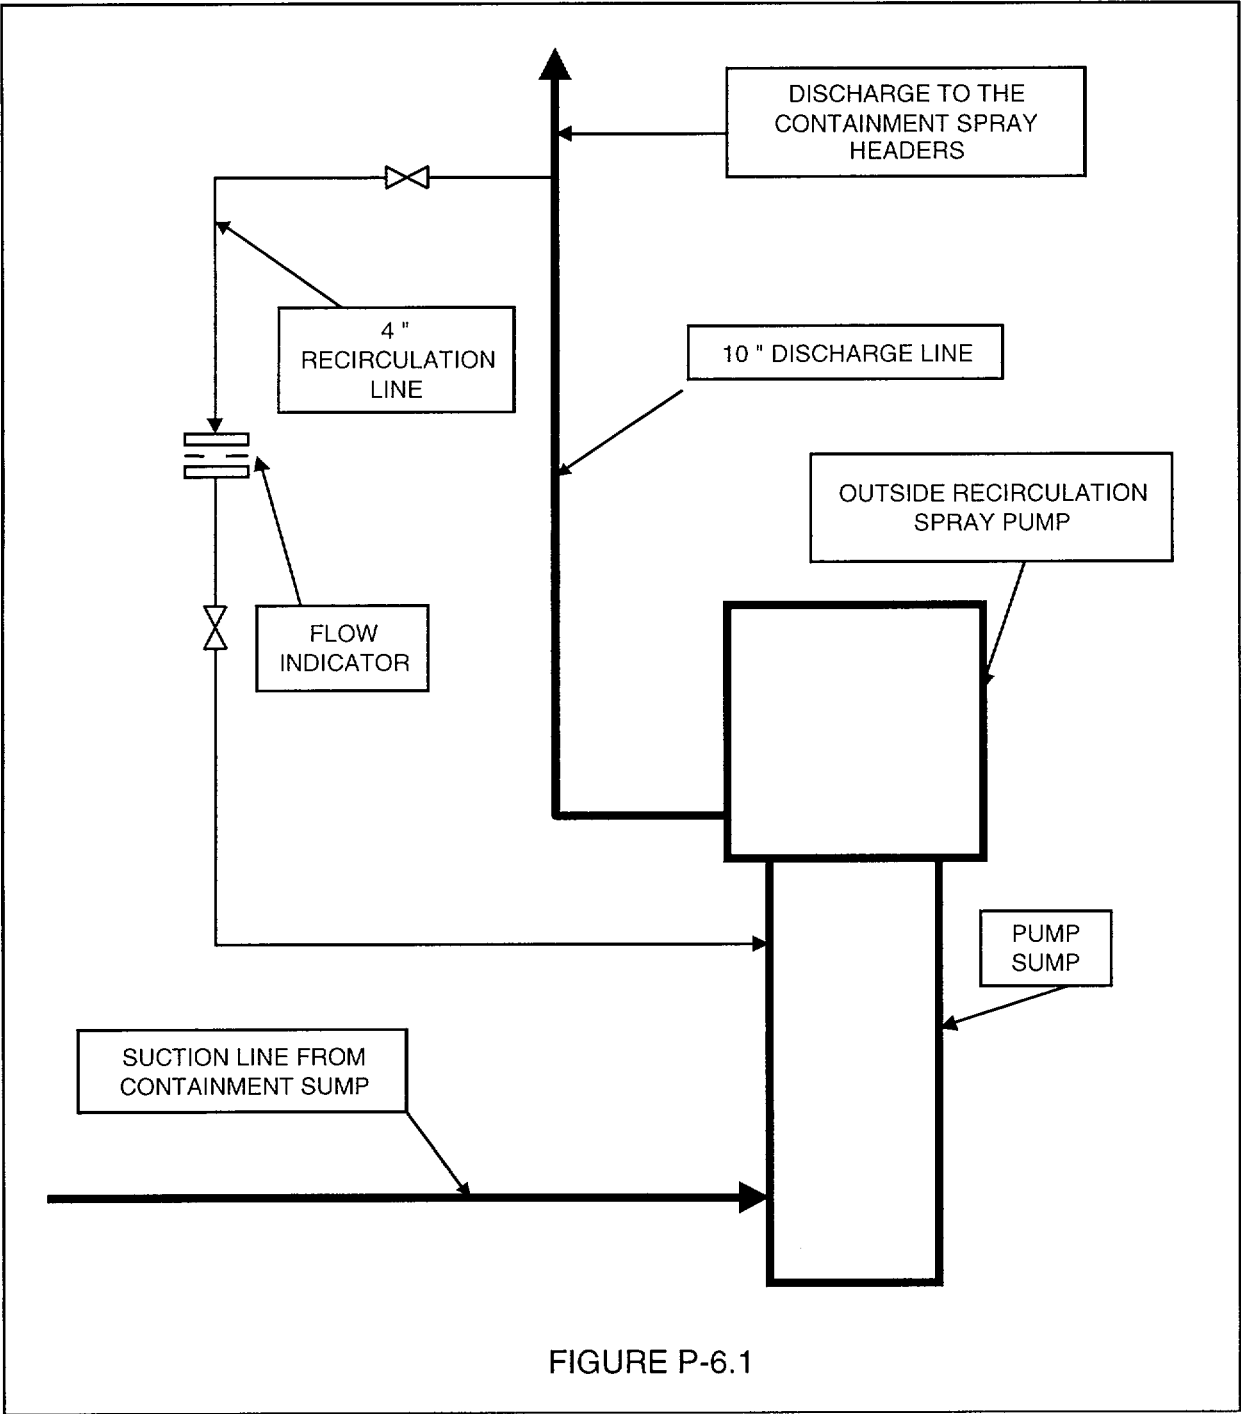 DISCHARGE TO THE
CONTAINMENT SPRAY
HEADERS
4 "
RECIRCULATION
LINE
10 " DISCHARGE LINE
OUTSIDE RECIRCULATION
SPRAY PUMP
FLOW
INDICATOR
PUMP
SUMP
SUCTION LINE FROM
CONTAINMENT SUMP
FIGURE P-6.1